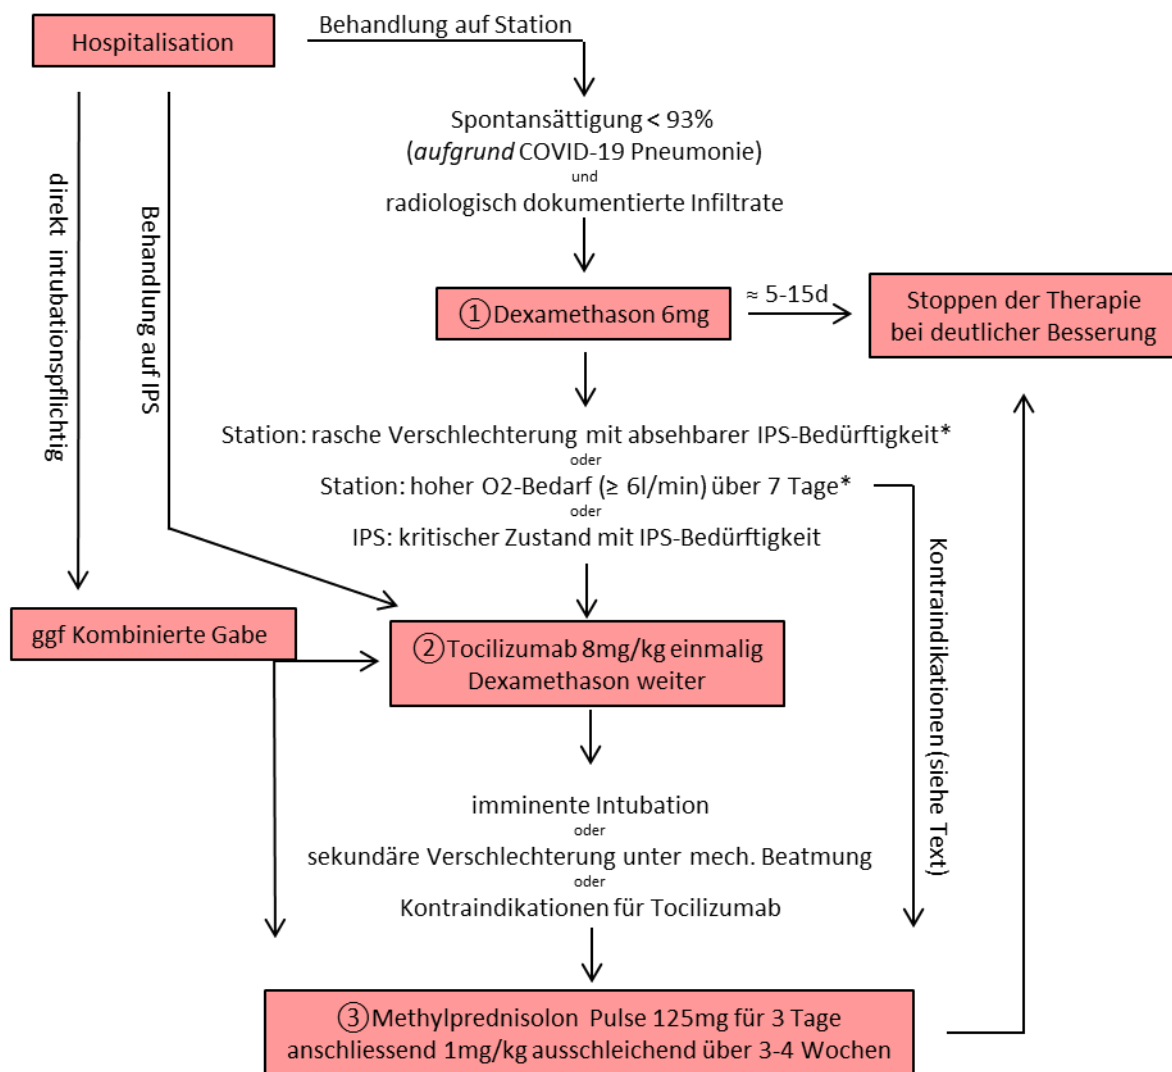 Hospitalisation
Behandlung auf Station
Spontansättigung < 93%
(aufgrund COVID-19 Pneumonie)
und
radiologisch dokumentierte Infiltrate
direkt intubationspflichtig
Behandlung auf IPS
①Dexamethason 6mg
≈ 5-15d
Stoppen der Therapie
bei deutlicher Besserung
Station: rasche Verschlechterung mit absehbarer IPS-Bedürftigkeit*
oder
Station: hoher O2-Bedarf (≥ 6l/min) über 7 Tage*
oder
IPS: kritischer Zustand mit IPS-Bedürftigkeit
Kontraindikationen (siehe Text)
ggf Kombinierte Gabe
②Tocilizumab 8mg/kg einmalig
Dexamethason weiter
imminente Intubation
oder
sekundäre Verschlechterung unter mech. Beatmung
oder
Kontraindikationen für Tocilizumab
③Methylprednisolon Pulse 125mg für 3 Tage
anschliessend 1mg/kg ausschleichend über 3-4 Wochen